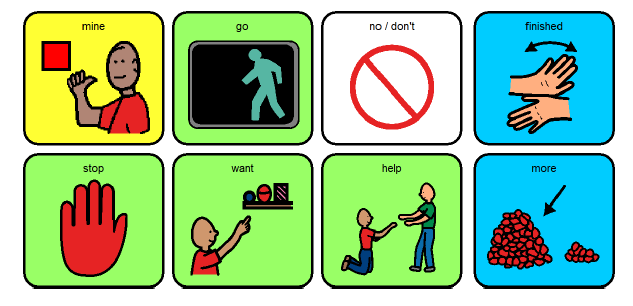 mine
go
no / don't
finished
stop
want
help
more